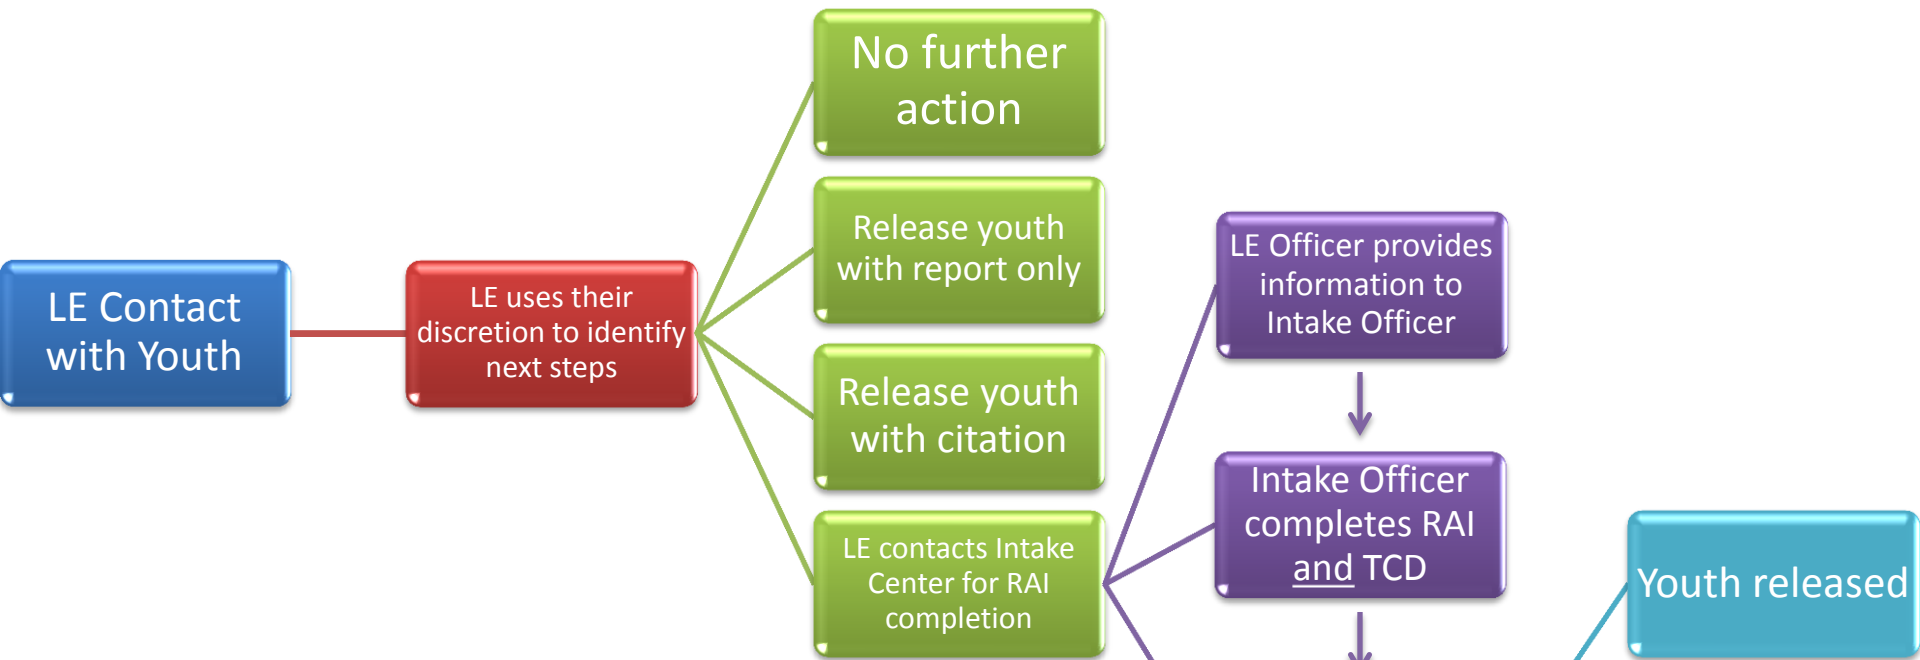 LE Contact
with Youth
LE uses their
discretion to identify
next steps
No further
action
Release youth
with report only
Release youth
with citation
LE contacts Intake
Center for RAI
completion
LE Officer provides
information to
Intake Officer
Intake Officer
completes RAI
and TCD
Youth released